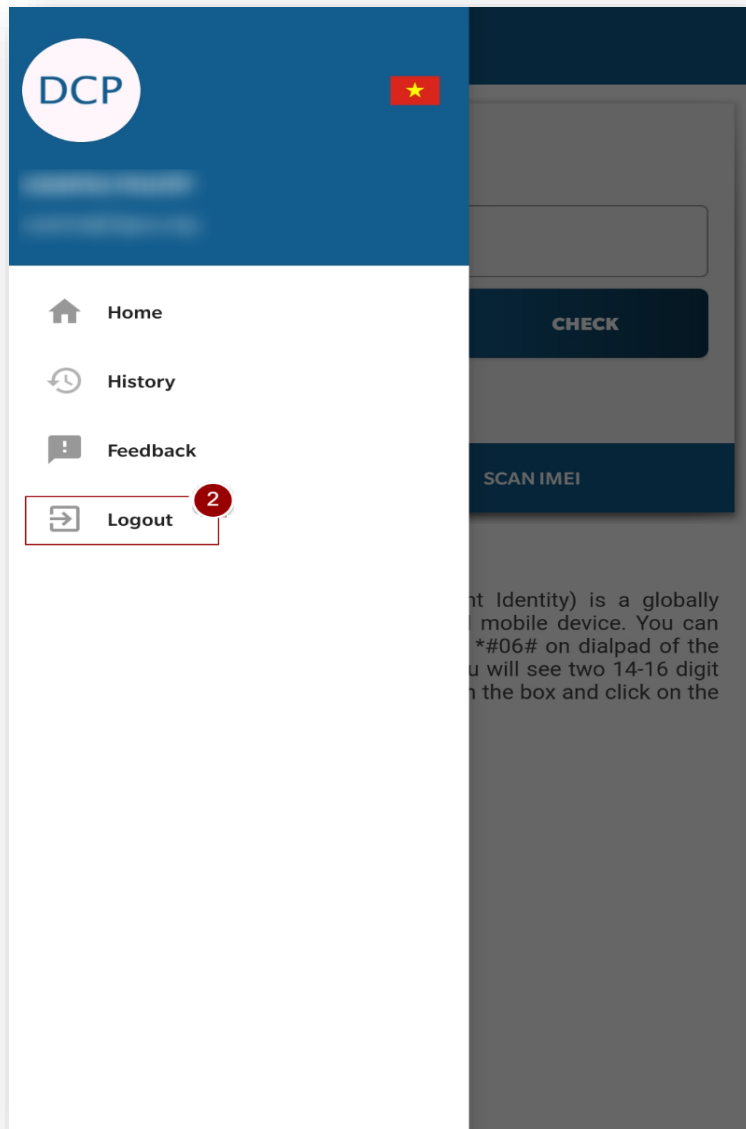 DCP
Home
History
Feedback
Logout
2
CHECK
SCAN IMEI
Identity) is a globally
mobile device. You can
*#06# on dialpad of the
will see two 14-16 digit
the box and click on the